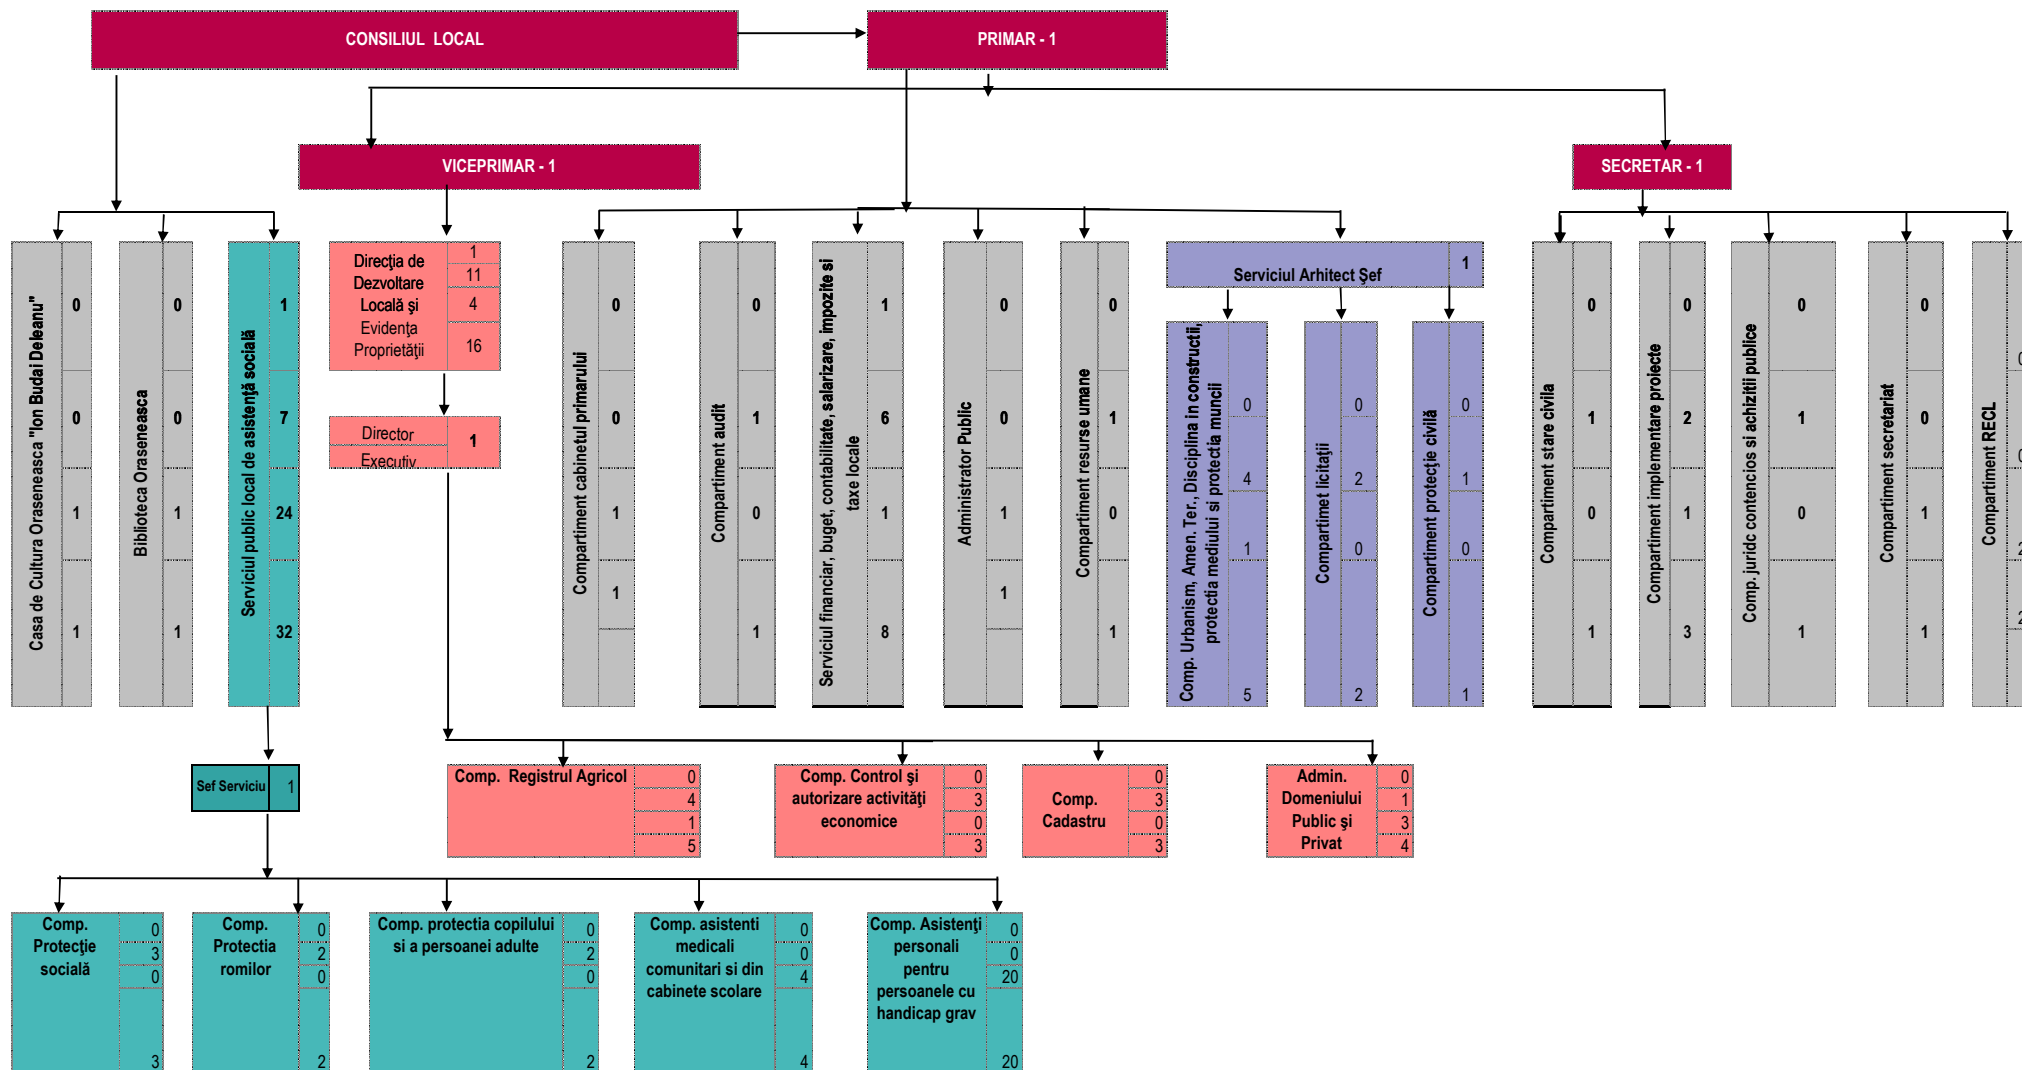 CONSILIUL LOCAL
PRIMAR - 1
VICEPRIMAR - 1
SECRETAR - 1
Casa de Cultura Oraseneasca "Ion Budai Deleanu"
0
0
1
1
Biblioteca Oraseneasca
0
0
1
1
Serviciul public local de asistenţă socială
1
7
24
32
Direcţia de
Dezvoltare
Locală şi
Evidenţa
Proprietăţii
1
11
4
16
Director
Executiv
1
Compartiment cabinetul primarului
0
0
1
1
Compartiment audit
0
1
0
1
Serviciul financiar, buget, contabilitate, salarizare, impozite si
taxe locale
1
6
1
8
Administrator Public
0
0
1
1
Compartiment resurse umane
0
1
0
1
Serviciul Arhitect Şef
1
Comp. Urbanism, Amen. Ter., Disciplina in constructii,
protectia mediului si protectia muncii
0
4
1
5
Compartimet licitaţii
0
2
0
2
Compartiment protecţie civilă
0
1
0
1
Compartiment stare civila
0
1
0
1
Compartiment implementare proiecte
0
2
1
3
Comp. juridc contencios si achizitii publice
0
1
0
1
Compartiment secretariat
0
0
1
1
Compartiment RECL
0
0
2
2
Sef Serviciu
1
Comp. Registrul Agricol
0
4
1
5
Comp. Control şi
autorizare activităţi
economice
0
3
0
3
Comp.
Cadastru
0
3
0
3
Admin.
Domeniului
Public şi
Privat
0
1
3
4
Comp.
Protecţie
socială
0
3
0
3
Comp.
Protectia
romilor
0
2
0
2
Comp. protectia copilului
si a persoanei adulte
0
2
0
2
Comp. asistenti
medicali
comunitari si din
cabinete scolare
0
0
4
4
Comp. Asistenţi
personali
pentru
persoanele cu
handicap grav
0
0
20
20